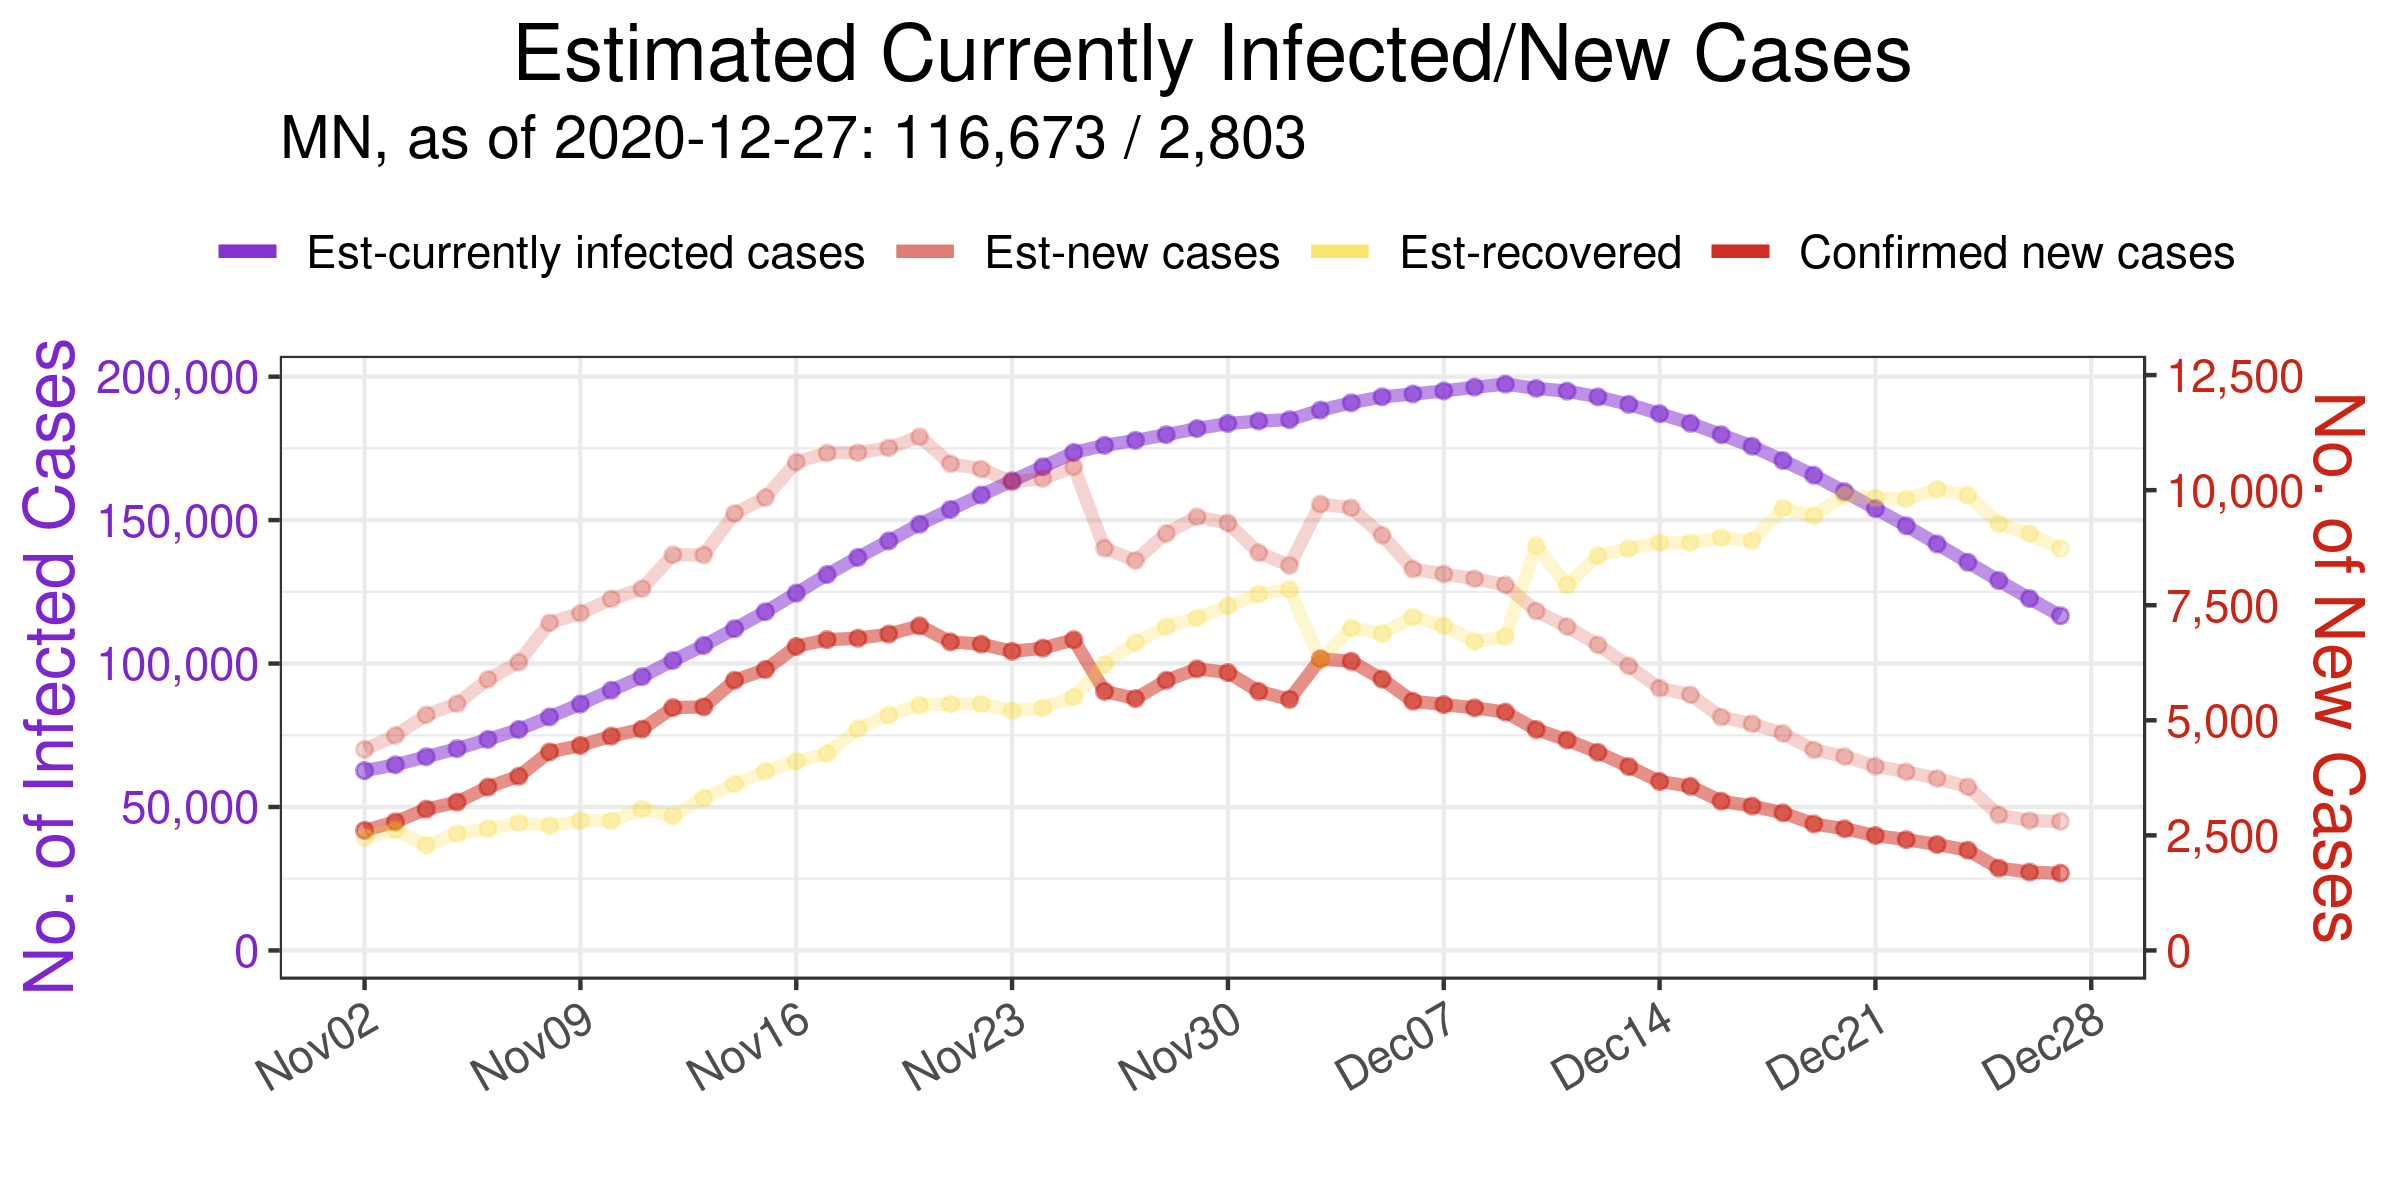 Estimated Currently Infected/New Cases
MN, as of 2020-12-27: 116,673 / 2,803
Est-currently infected cases
Est-new cases
Est-recovered
Confirmed new cases
No. of Infected Cases
200,000
150,000
100,000
50,000
0
12,500
10,000
7,500
5,000
2,500
0
No. of New Cases
Nov02
Nov09
Nov16
Nov23
Nov30
Dec07
Dec14
Dec21
Dec28